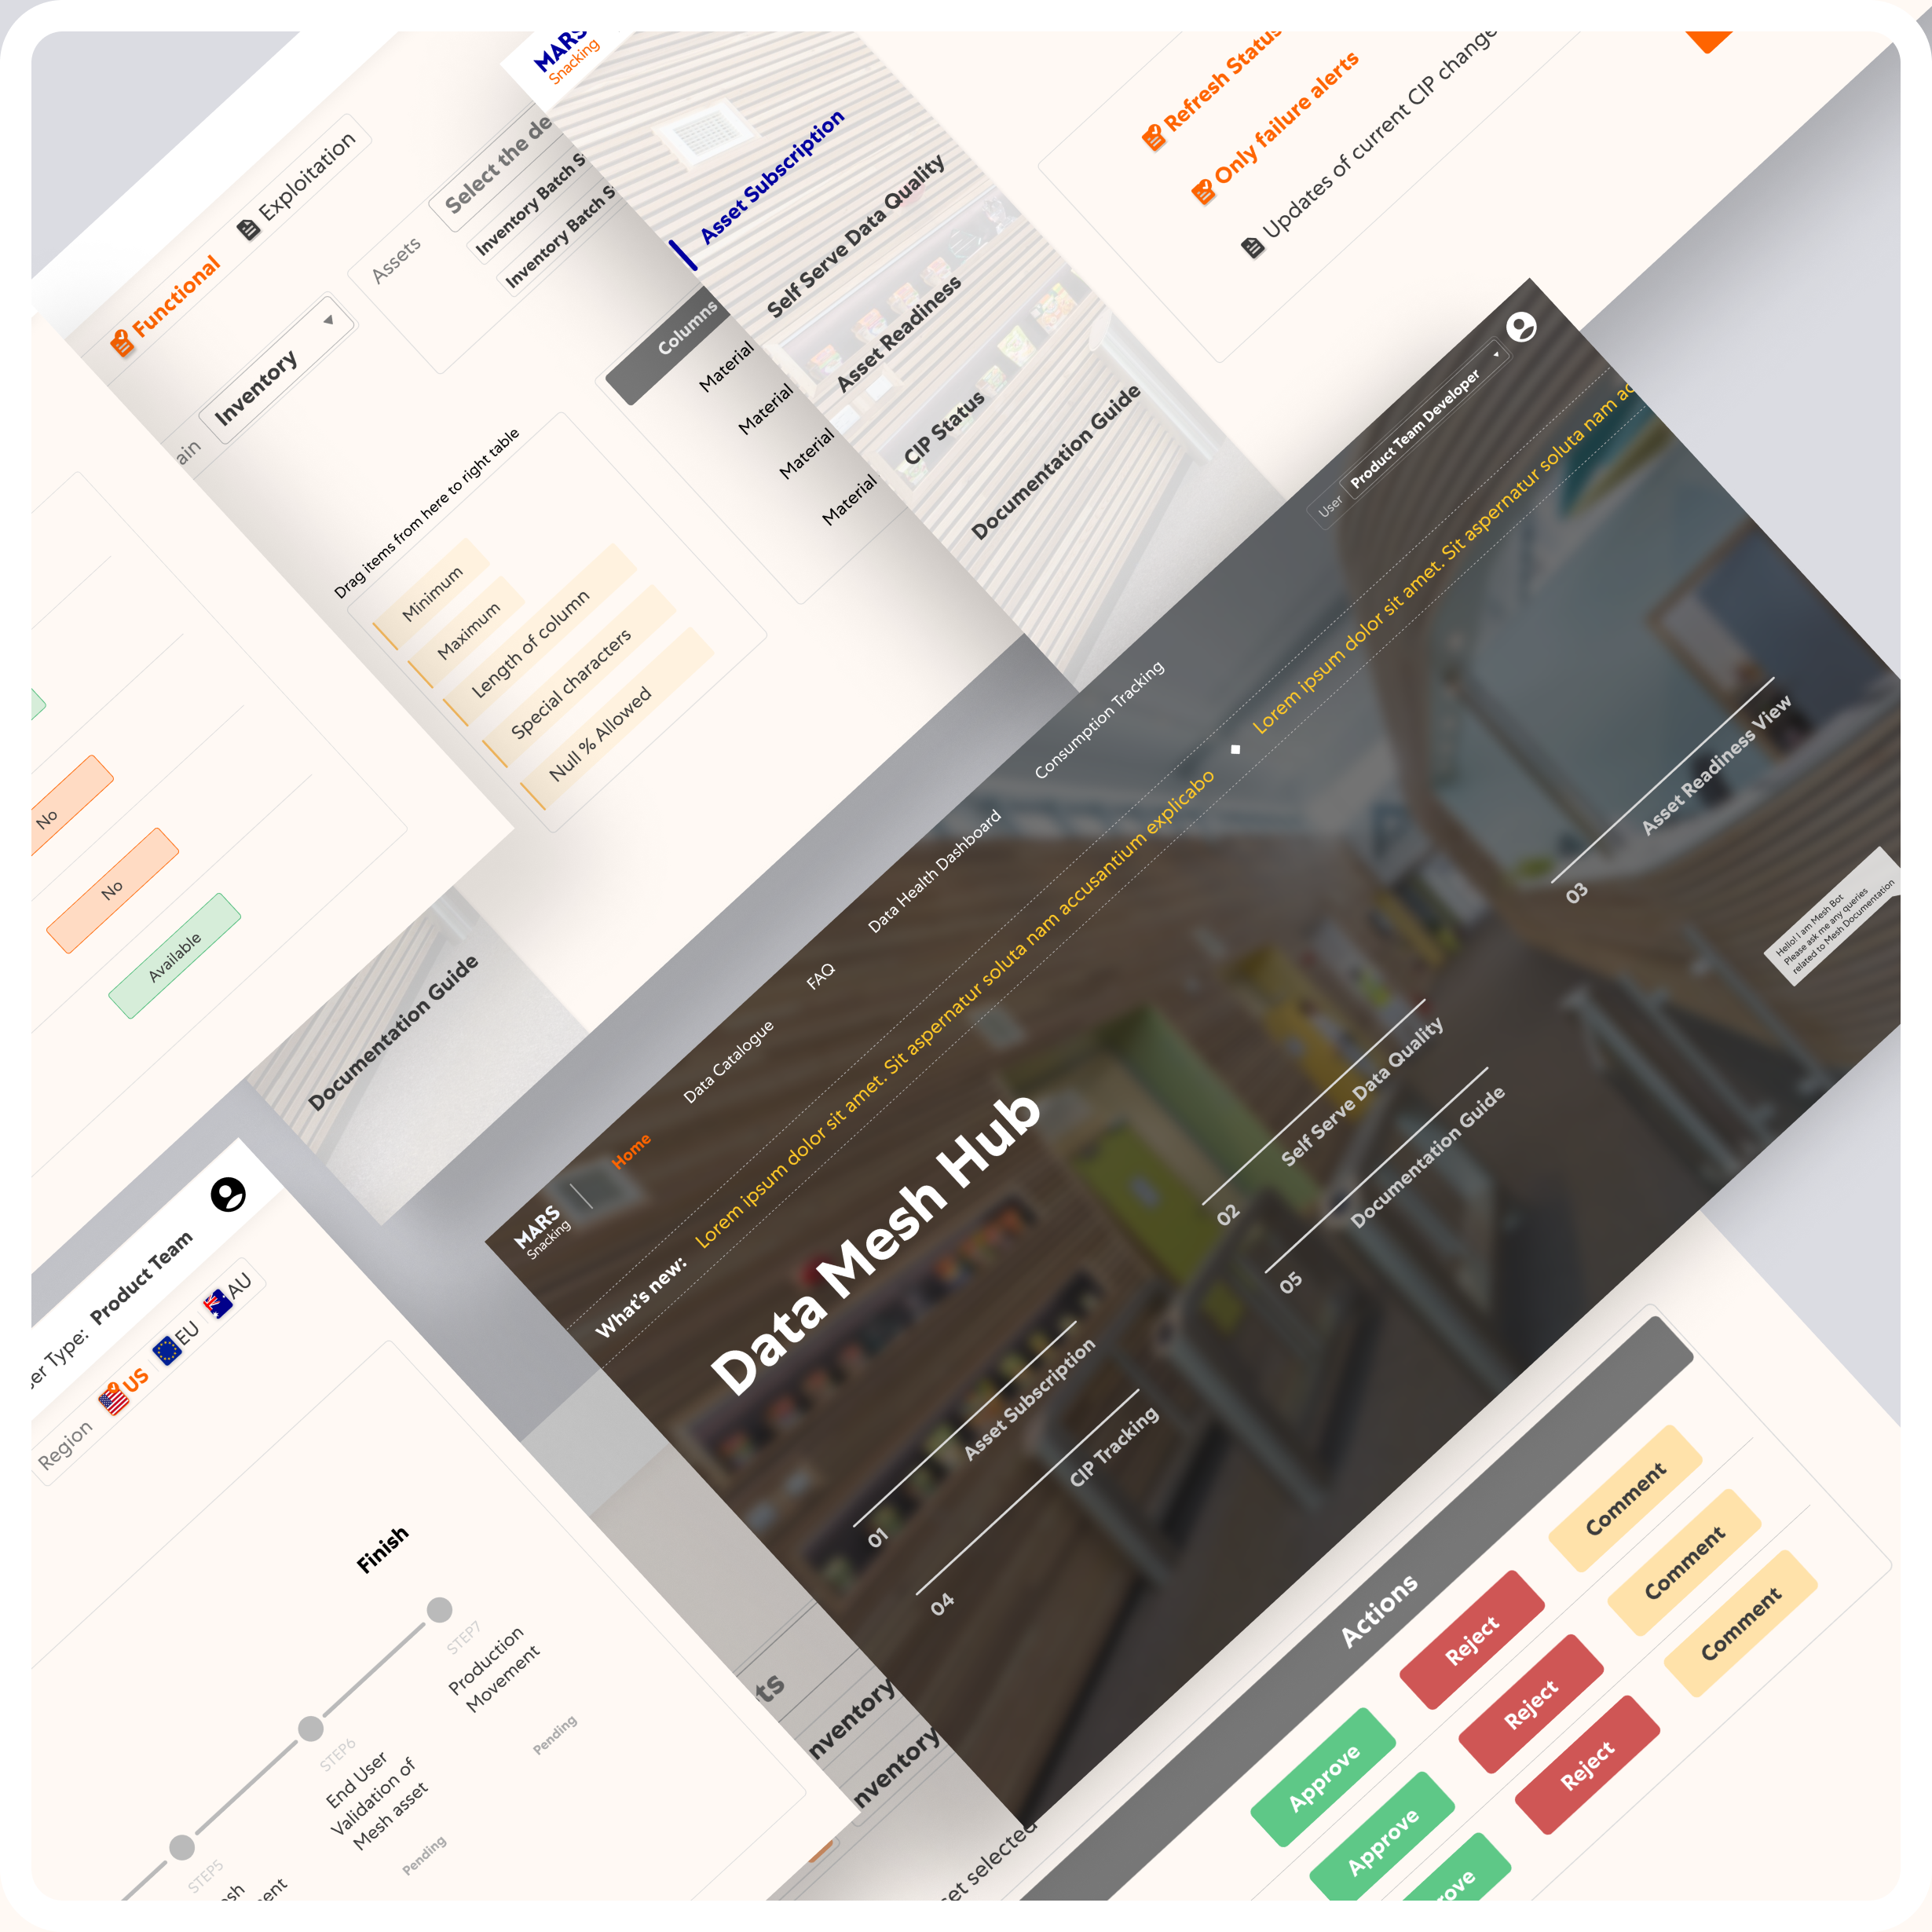 MARS
Snacking
Asset Subscription
Self Serve Data Quality
Asset Readiness
CIP Status
Documentation Guide
Refresh Status
Only failure alerts
Updates of current CIP change
Functional
Exploitation
Inventory
Assets
Select the de
Inventory Batch S
Inventory Batch S
Columns
Material
Material
Material
Material
Drag items from here to right table
Minimum
Maximum
Length of column
Special characters
Null % Allowed
No
No
Available
Documentation Guide
User
Product Team Developer
MARS
Snacking
Home
Data Catalogue
FAQ
Data Health Dashboard
Consumption Tracking
What's new:
Lorem ipsum dolor sit amet. Sit aspernatur soluta nam accusantium explicabo
Lorem ipsum dolor sit amet. Sit aspernatur soluta nam ac
Data Mesh Hub
01
Asset Subscription
02
Self Serve Data Quality
03
Asset Readiness View
04
CIP Tracking
05
Documentation Guide
Hello! I am Mesh Bot
Please ask me any queries
related to Mesh Documentation
er Type: Product Team
Region
US
EU
AU
Finish
STEP7
Production
Movement
Pending
STEP6
End User
Validation of
Mesh asset
Pending
STEP5
ts
nventory
nventory
et selected
Actions
Approve
Reject
Comment
Approve
Reject
Comment
ove
Reject
Comment